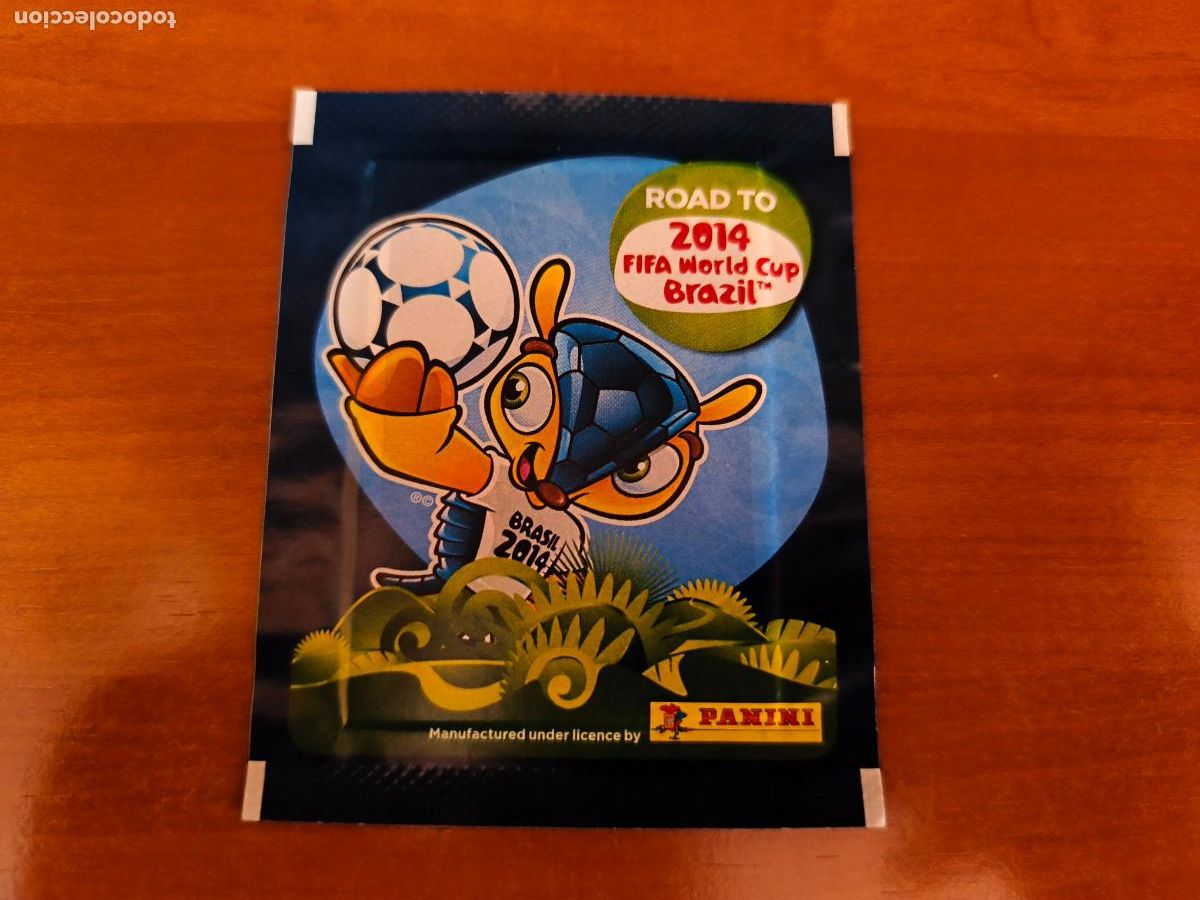 todocoleccion
ROAD TO
2014
FIFA World Cup
Brazil™
®©
BRASIL
2014
Manufactured under licence by
PANINI